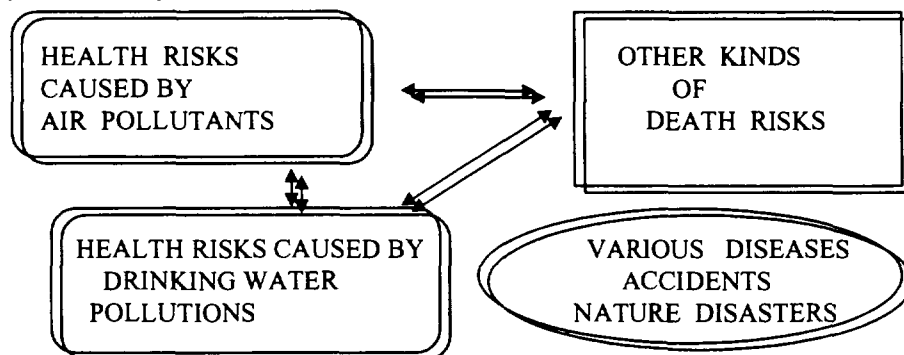 HEALTH RISKS
CAUSED BY
AIR POLLUTANTS
OTHER KINDS
OF
DEATH RISKS
HEALTH RISKS CAUSED BY
DRINKING WATER
POLLUTIONS
VARIOUS DISEASES
ACCIDENTS
NATURE DISASTERS